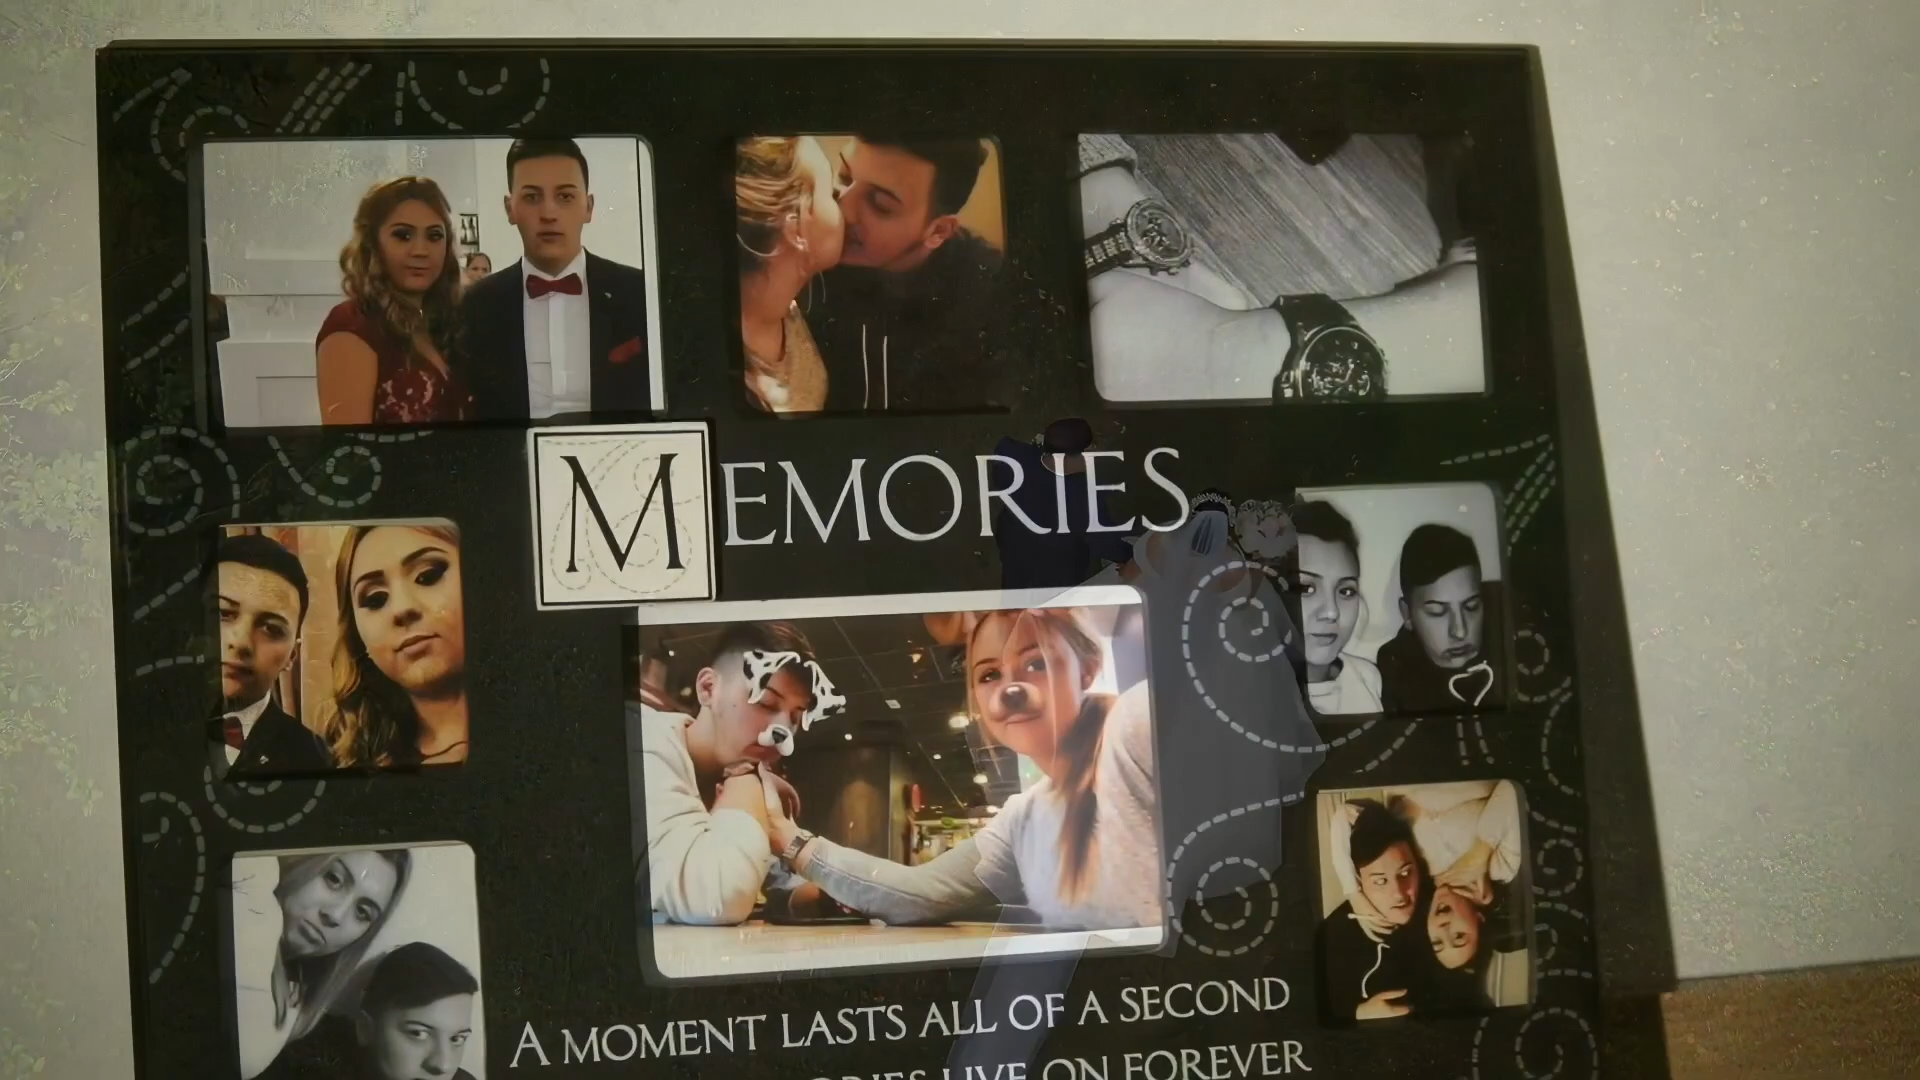 MEMORIES
A MOMENT LASTS ALL OF A SECOND
LIVE ON FOREVER